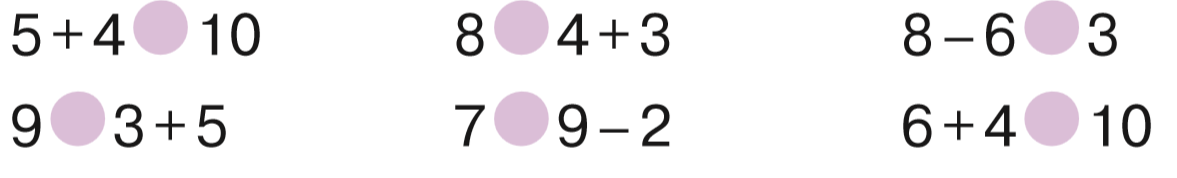 5+4 ○ 10 8 ○ 4+3 8−6 ○ 3
9 ○ 3+5 7 ○ 9−2 6+4 ○ 10